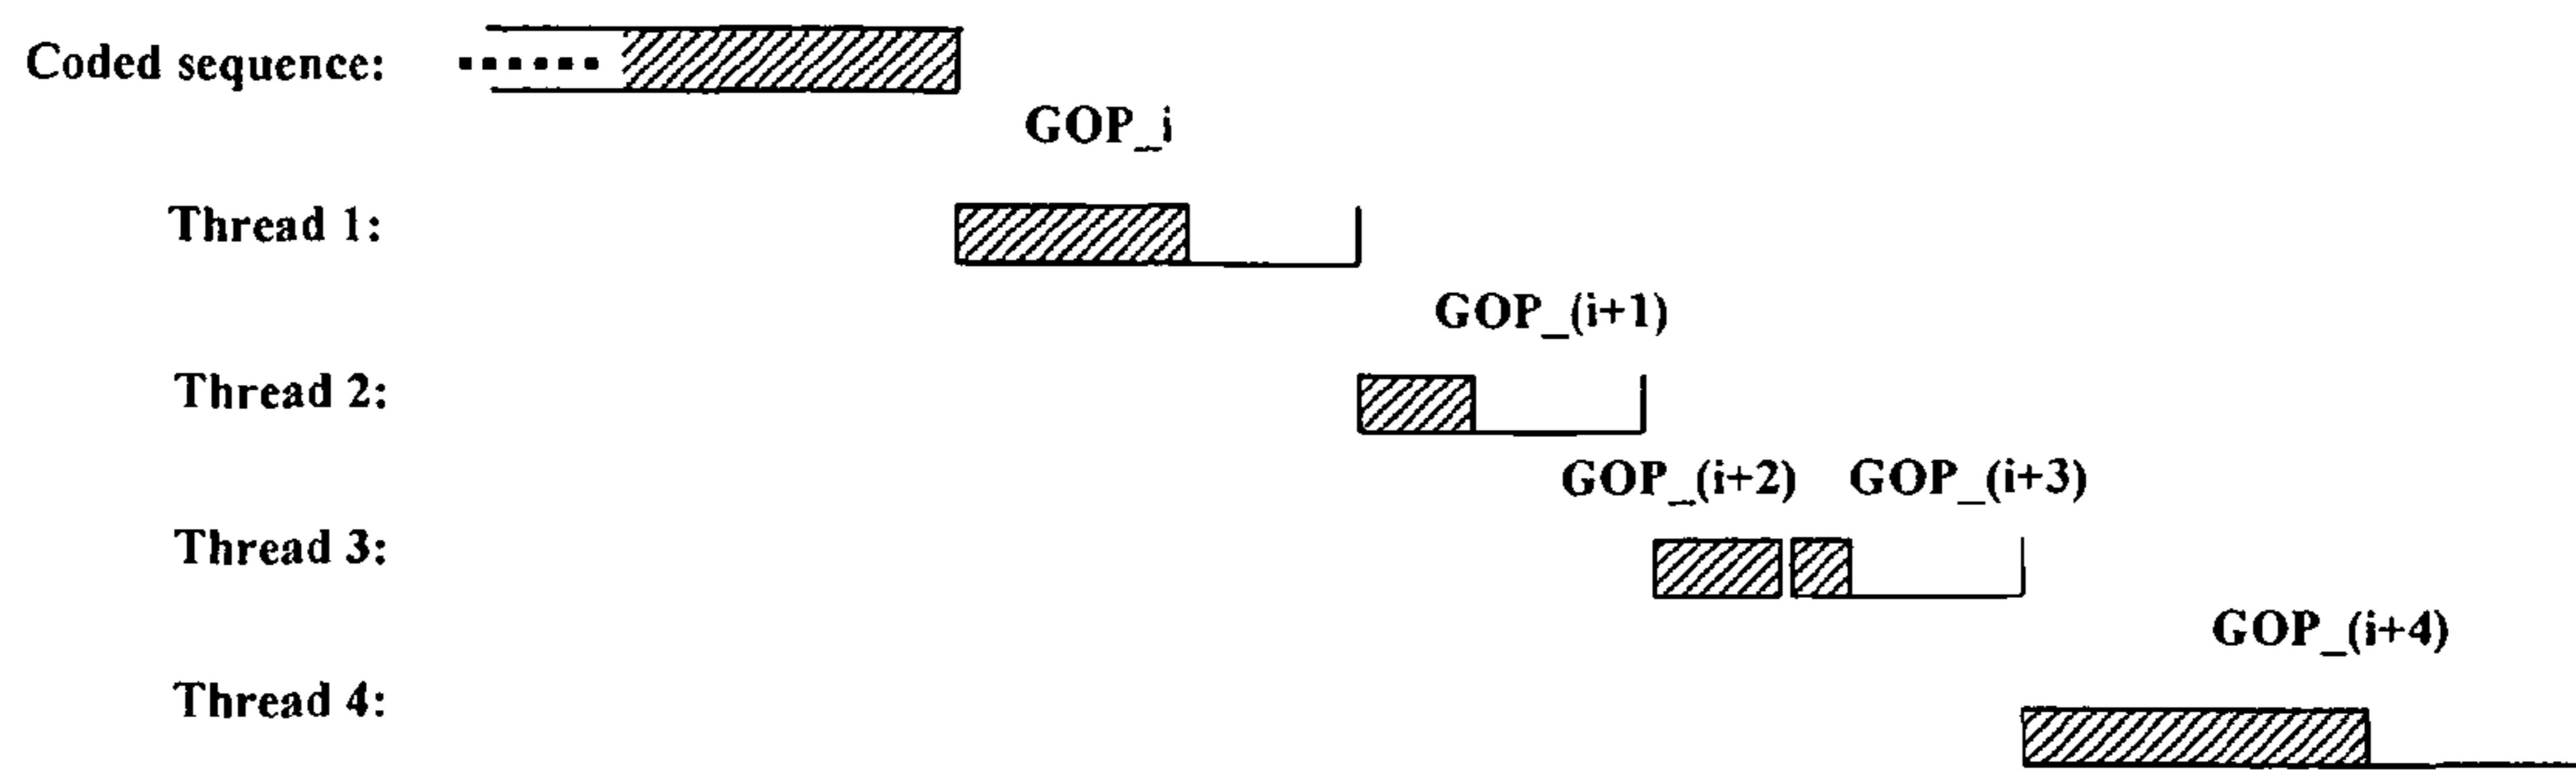 Coded sequence:
GOP_i
Thread 1:
GOP_(i+1)
Thread 2:
GOP_(i+2) GOP_(i+3)
Thread 3:
GOP_(i+4)
Thread 4: